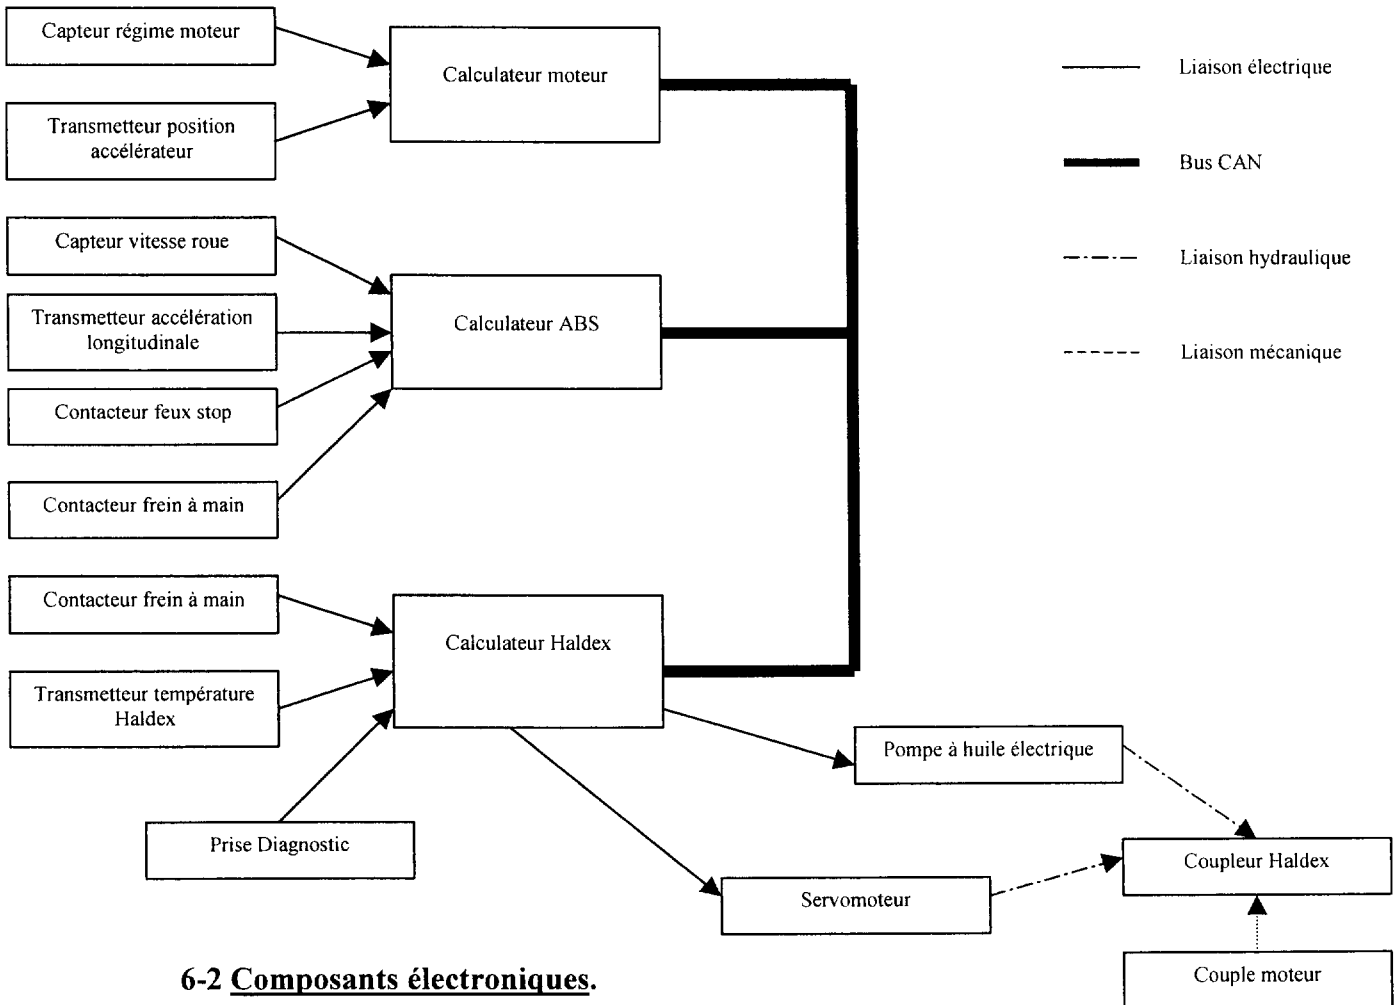 Capteur régime moteur
Transmetteur position
accélérateur
Calculateur moteur
Capteur vitesse roue
Transmetteur accélération
longitudinale
Contacteur feux stop
Contacteur frein à main
Calculateur ABS
Contacteur frein à main
Transmetteur température
Haldex
Prise Diagnostic
Calculateur Haldex
Pompe à huile électrique
Servomoteur
Coupleur Haldex
Couple moteur
Liaison électrique
Bus CAN
Liaison hydraulique
Liaison mécanique
6-2 Composants électroniques.